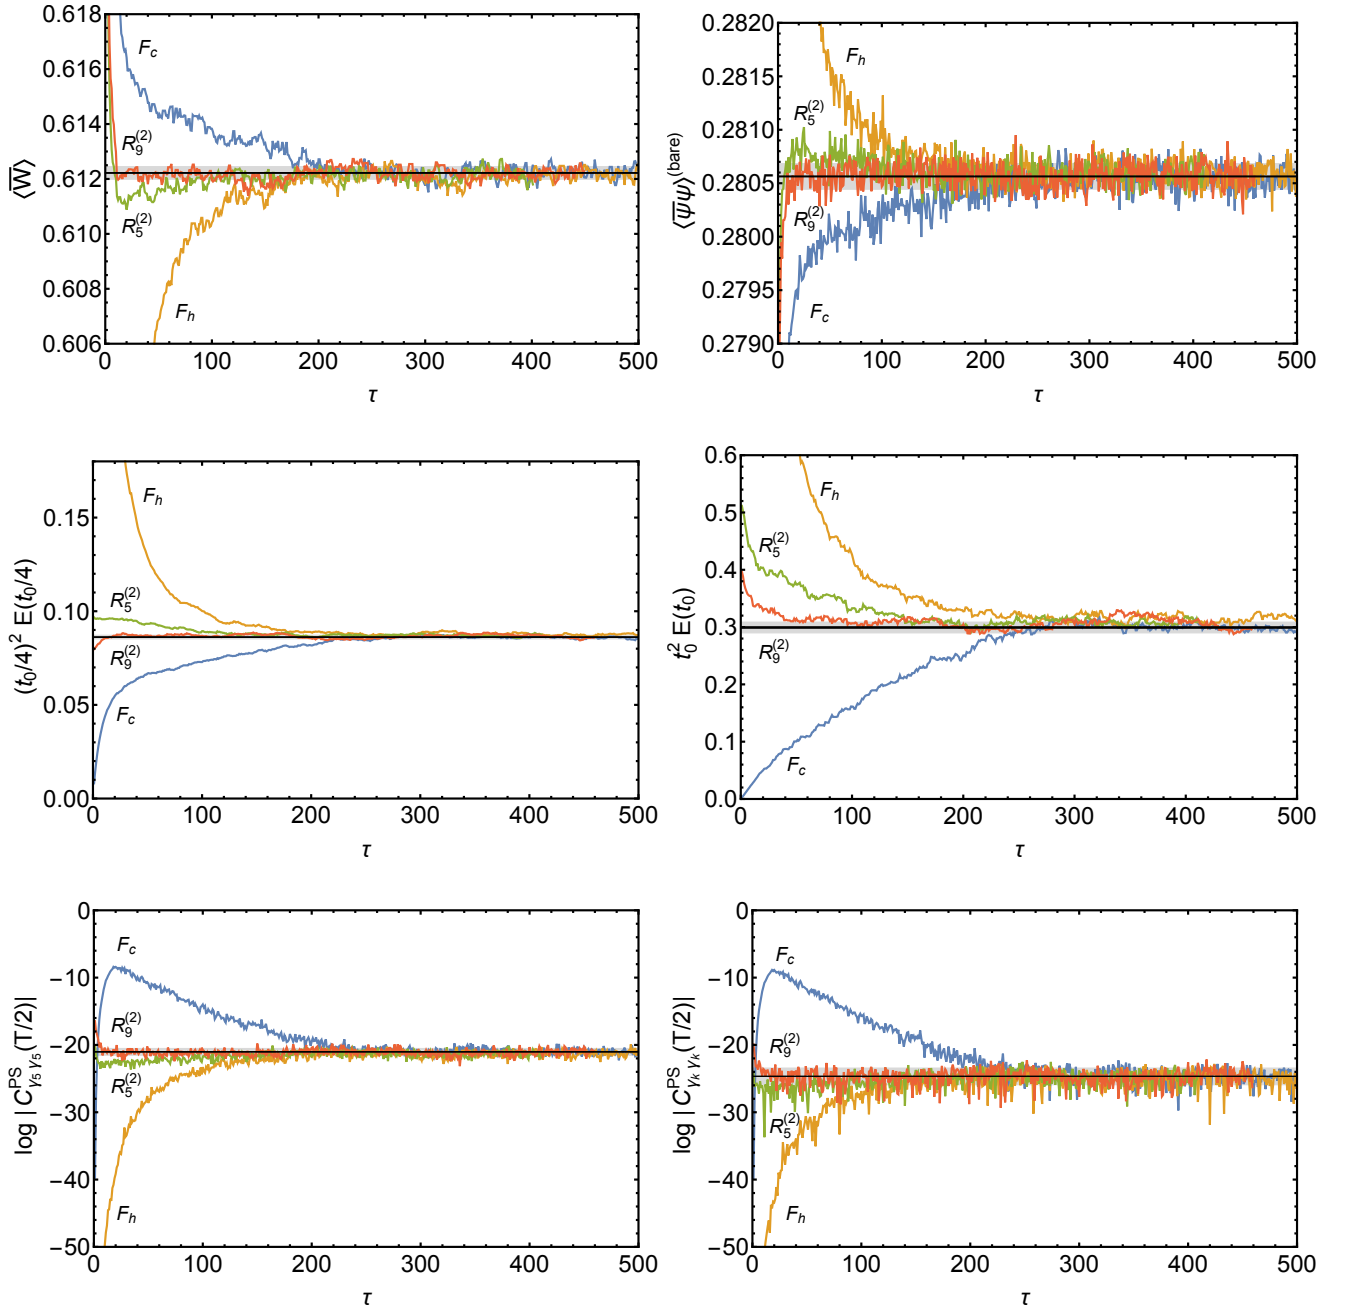 ⟨W̅⟩
0.618
0.616
0.614
0.612
0.610
0.608
0.606
F_c
R_9^(2)
R_5^(2)
F_h
0 100 200 300 400 500
τ
⟨ψ̅ψ⟩^(bare)
0.2820
0.2815
0.2810
0.2805
0.2800
0.2795
0.2790
F_h
R_5^(2)
R_9^(2)
F_c
0 100 200 300 400 500
τ
(t_0/4)^2 E(t_0/4)
0.15
0.10
0.05
0.00
F_h
R_5^(2)
R_9^(2)
F_c
0 100 200 300 400 500
τ
t_0^2 E(t_0)
0.6
0.5
0.4
0.3
0.2
0.1
0.0
F_h
R_5^(2)
R_9^(2)
F_c
0 100 200 300 400 500
τ
log |C^PS_γ5 γ5(T/2)|
0
−10
−20
−30
−40
−50
F_c
R_9^(2)
R_5^(2)
F_h
0 100 200 300 400 500
τ
log |C^PS_γk γk(T/2)|
0
−10
−20
−30
−40
−50
F_c
R_9^(2)
R_5^(2)
F_h
0 100 200 300 400 500
τ